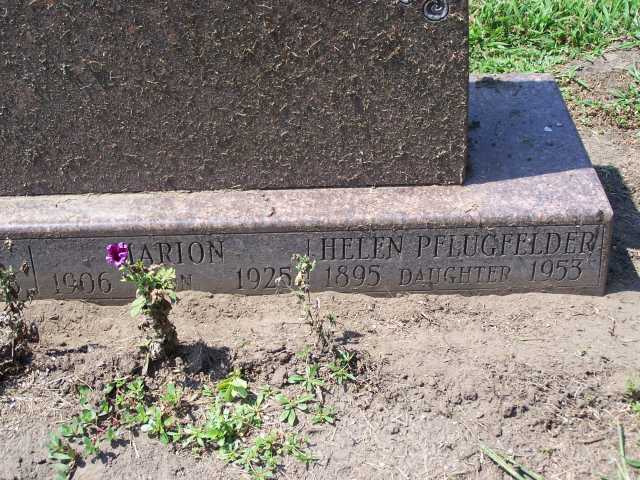 MARION
1906 1925
HELEN PFLUGFELDER
1895 DAUGHTER 1953